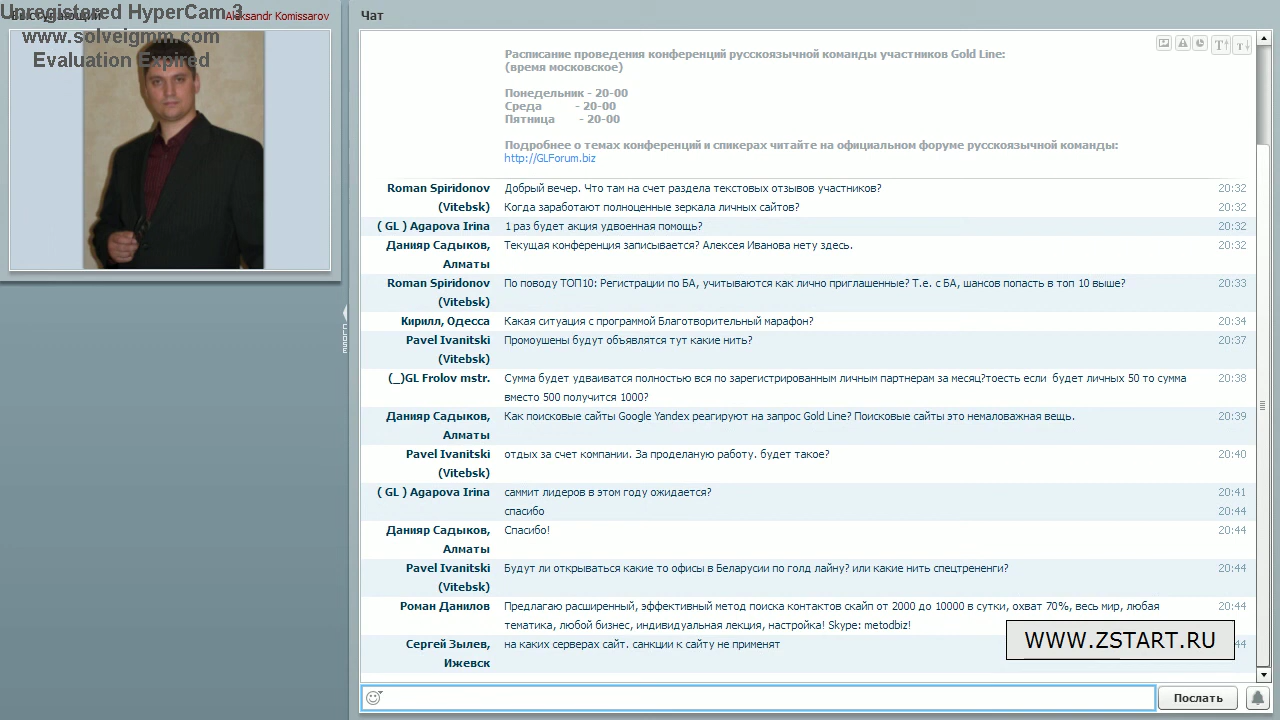 Unregistered HyperCam 3
Выступающий
Aleksandr Komissarov
www.solveigmm.com
Evaluation Expired
Чат
Расписание проведения конференций русскоязычной команды участников Gold Line:
(время московское)
Понедельник - 20-00
Среда - 20-00
Пятница - 20-00
Подробнее о темах конференций и спикерах читайте на официальном форуме русскоязычной команды:
http://GLForum.biz
Roman Spiridonov Добрый вечер. Что там на счет раздела текстовых отзывов участников? 20:32
(Vitebsk) Когда заработают полноценные зеркала личных сайтов? 20:32
( GL ) Agapova Irina 1 раз будет акция удвоенная помощь? 20:32
Данияр Садыков, Текущая конференция записывается? Алексея Иванова нету здесь. 20:32
Алматы
Roman Spiridonov По поводу ТОП10: Регистрации по БА, учитываются как лично приглашенные? Т.е. с БА, шансов попасть в топ 10 выше? 20:33
(Vitebsk)
Кирилл, Одесса Какая ситуация с программой Благотворительный марафон? 20:34
Pavel Ivanitski Промоушены будут объявлятся тут какие нить? 20:37
(Vitebsk)
(_)GL Frolov mstr. Сумма будет удваиватся полностью вся по зарегистрированным личным партнерам за месяц?тоесть если будет личных 50 то сумма 20:38
вместо 500 получится 1000?
Данияр Садыков, Как поисковые сайты Google Yandex реагируют на запрос Gold Line? Поисковые сайты это немаловажная вещь. 20:39
Алматы
Pavel Ivanitski отдых за счет компании. За проделаную работу. будет такое? 20:40
(Vitebsk)
( GL ) Agapova Irina саммит лидеров в этом году ожидается? 20:41
спасибо 20:44
Данияр Садыков, Спасибо! 20:44
Алматы
Pavel Ivanitski Будут ли открываться какие то офисы в Беларусии по голд лайну? или какие нить спецтрененги? 20:44
(Vitebsk)
Роман Данилов Предлагаю расширенный, эффективный метод поиска контактов скайп от 2000 до 10000 в сутки, охват 70%, весь мир, любая 20:44
тематика, любой бизнес, индивидуальная лекция, настройка! Skype: metodbiz!
Сергей Зылев, на каких серверах сайт. санкции к сайту не применят 44
Ижевск
WWW.ZSTART.RU
Послать